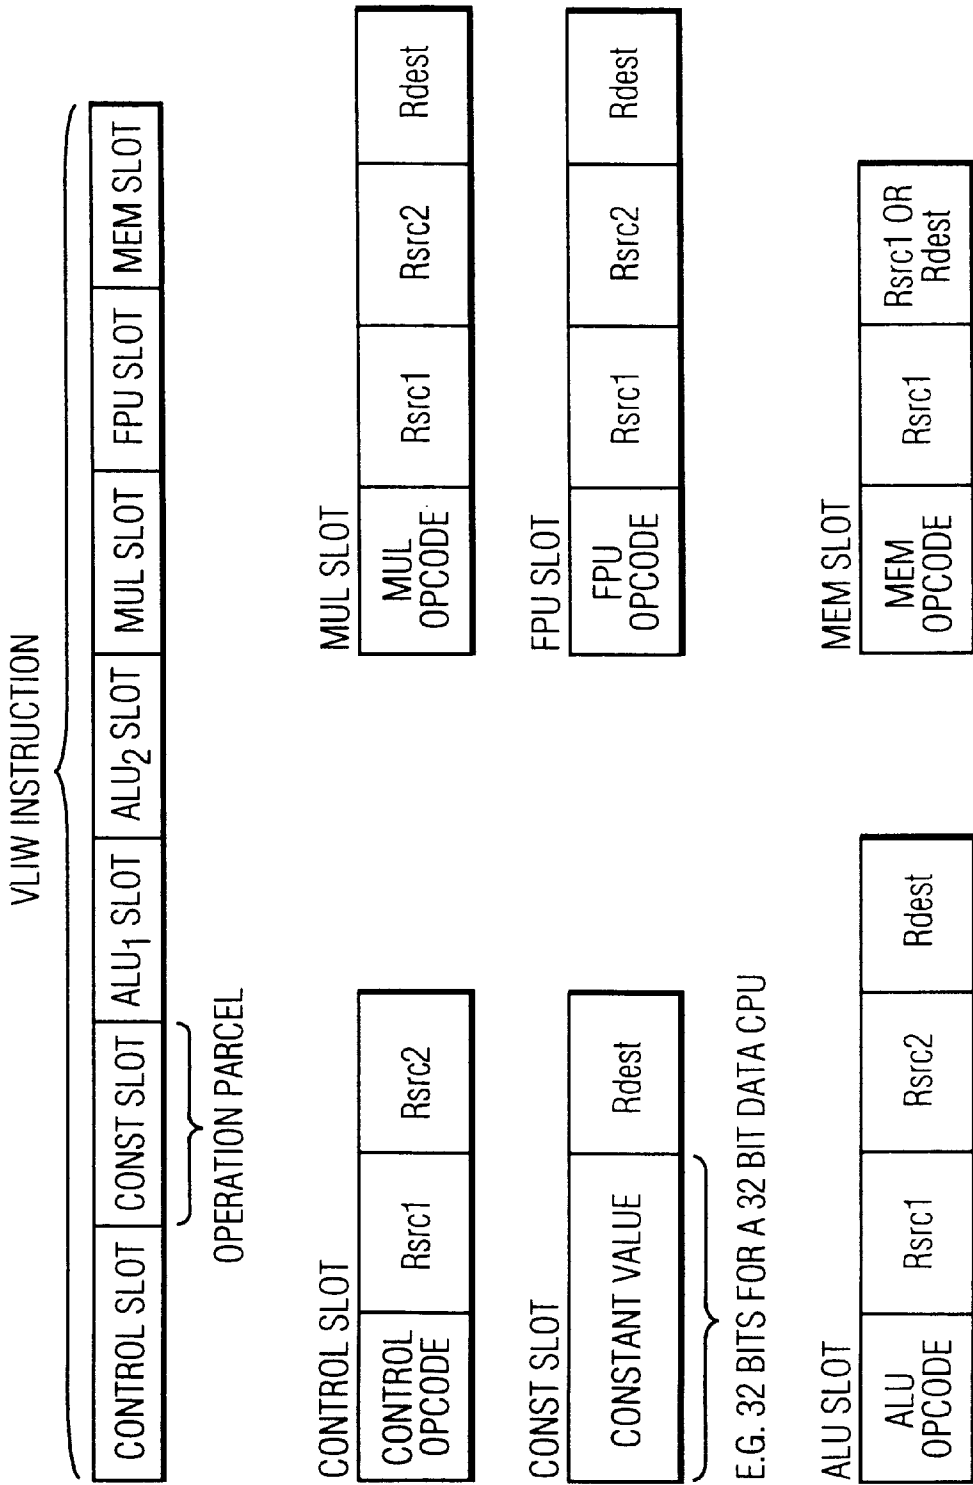 VLIW INSTRUCTION
CONTROL SLOT CONST SLOT ALU1 SLOT ALU2 SLOT MUL SLOT FPU SLOT MEM SLOT
OPERATION PARCEL
CONTROL SLOT
CONTROL
OPCODE
Rsrc1
Rsrc2
MUL SLOT
MUL
OPCODE
Rsrc1
Rsrc2
Rdest
CONST SLOT
CONSTANT VALUE
Rdest
E.G. 32 BITS FOR A 32 BIT DATA CPU
FPU SLOT
FPU
OPCODE
Rsrc1
Rsrc2
Rdest
ALU SLOT
ALU
OPCODE
Rsrc1
Rsrc2
Rdest
MEM SLOT
MEM
OPCODE
Rsrc1
Rsrc1 OR
Rdest